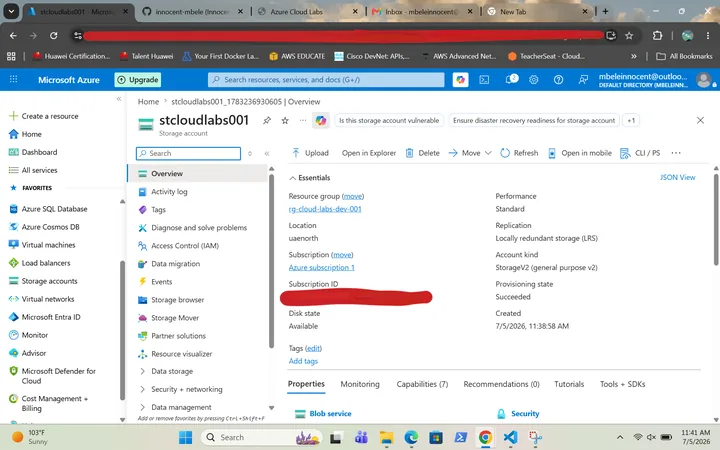 stcloudlabs001 - Microso
innocent-mbele (Innocen
Azure Cloud Labs
Inbox - mbeleinnocent@
New Tab
Huawei Certification...
Talent Huawei
Your First Docker La...
AWS EDUCATE
Cisco DevNet: APIs,...
AWS Advanced Net...
TeacherSeat - Cloud...
All Bookmarks
Microsoft Azure
Upgrade
Search resources, services, and docs (G+/)
2
mbeleinnocent@outloo...
DEFAULT DIRECTORY (MBELEIN...
Create a resource
Home
Dashboard
All services
FAVORITES
Azure SQL Database
Azure Cosmos DB
Virtual machines
Load balancers
Storage accounts
Virtual networks
Microsoft Entra ID
Monitor
Advisor
Microsoft Defender for
Cloud
Cost Management +
Billing
Home > stcloudlabs001_1783236930605 | Overview >
stcloudlabs001
Storage account
Is this storage account vulnerable
Ensure disaster recovery readiness for storage account
+1
Search
Overview
Activity log
Tags
Diagnose and solve problems
Access Control (IAM)
Data migration
Events
Storage browser
Storage Mover
Partner solutions
Resource visualizer
Data storage
Security + networking
Data management
Add or remove favorites by pressing Ctrl+Shift+F
Upload
Open in Explorer
Delete
Move
Refresh
Open in mobile
CLI / PS
Essentials
JSON View
Resource group (move)
rg-cloud-labs-dev-001
Location
uaenorth
Subscription (move)
Azure subscription 1
Subscription ID
Disk state
Available
Tags (edit)
Add tags
Performance
Standard
Replication
Locally redundant storage (LRS)
Account kind
StorageV2 (general purpose v2)
Provisioning state
Succeeded
Created
7/5/2026, 11:38:58 AM
Properties
Monitoring
Capabilities (7)
Recommendations (0)
Tutorials
Tools + SDKs
Blob service
Security
103°F
Sunny
Search
11:41 AM
7/5/2026